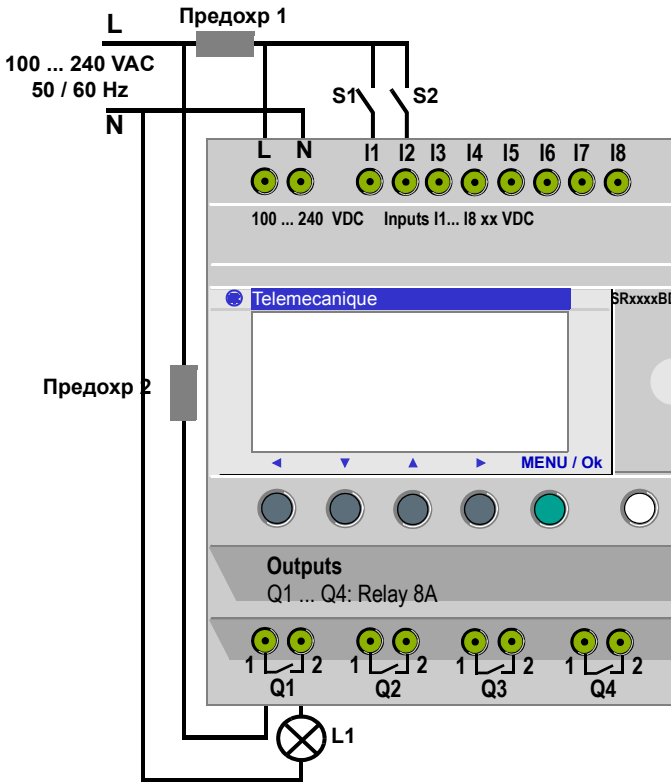 Предохр 1
L
100 ... 240 VAC
50 / 60 Hz
N
S1 S2
L N I1 I2 I3 I4 I5 I6 I7 I8
100 ... 240 VDC Inputs I1... I8 xx VDC
Telemecanique
SRxxxxBD
Предохр 2
MENU / Ok
Outputs
Q1 ... Q4: Relay 8A
1 2 1 2 1 2 1 2
Q1 Q2 Q3 Q4
L1